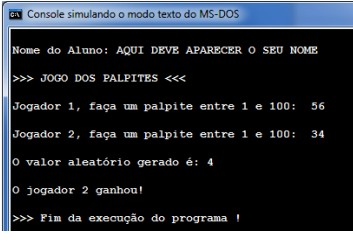 Console simulando o modo texto do MS-DOS
Nome do Aluno: AQUI DEVE APARECER O SEU NOME
>>> JOGO DOS PALPITES <<<
Jogador 1, faça um palpite entre 1 e 100: 56
Jogador 2, faça um palpite entre 1 e 100: 34
O valor aleatório gerado é: 4
O jogador 2 ganhou!
>>> Fim da execução do programa !